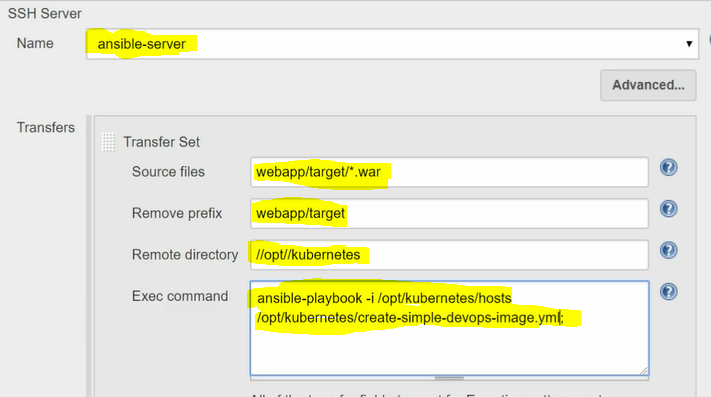 SSH Server
Name
ansible-server
Advanced...
Transfers
Transfer Set
Source files
webapp/target/*.war
Remove prefix
webapp/target
Remote directory
//opt//kubernetes
Exec command
ansible-playbook -i /opt/kubernetes/hosts
/opt/kubernetes/create-simple-devops-image.yml;